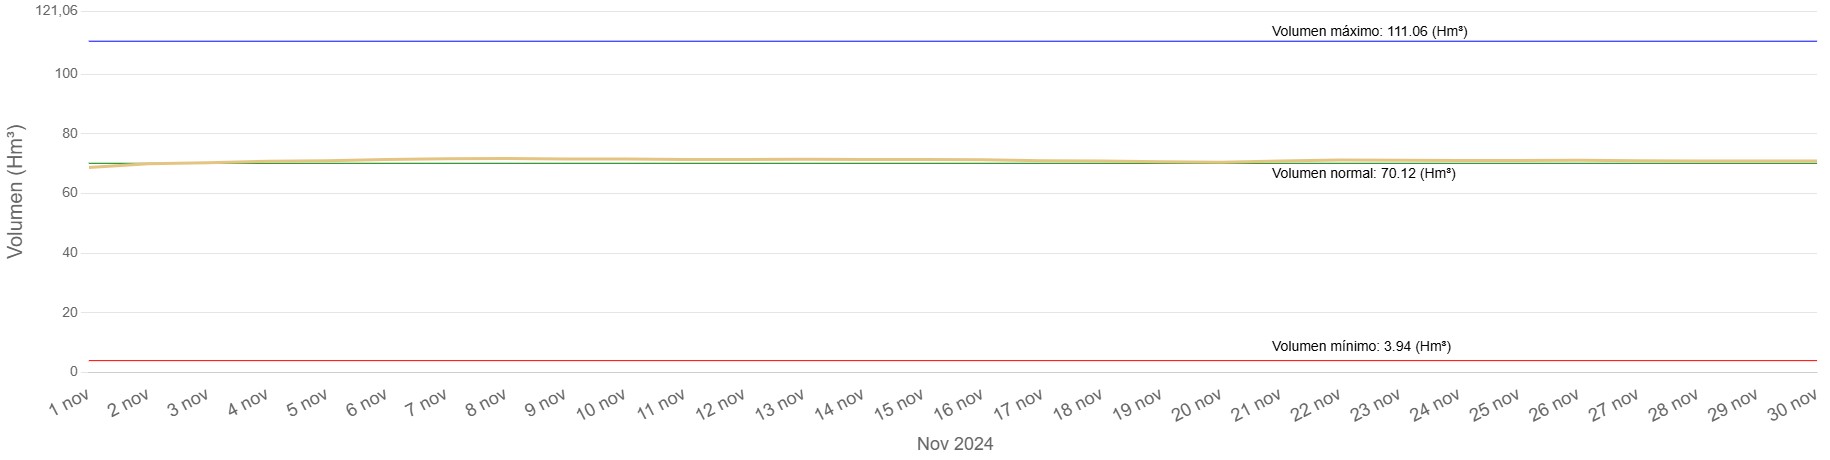 121,06
Volumen máximo: 111.06 (Hm³)
100
80
Volumen normal: 70.12 (Hm³)
60
40
20
Volumen mínimo: 3.94 (Hm³)
0
Volumen (Hm³)
1 nov 2 nov 3 nov 4 nov 5 nov 6 nov 7 nov 8 nov 9 nov 10 nov 11 nov 12 nov 13 nov 14 nov 15 nov 16 nov 17 nov 18 nov 19 nov 20 nov 21 nov 22 nov 23 nov 24 nov 25 nov 26 nov 27 nov 28 nov 29 nov 30 nov
Nov 2024